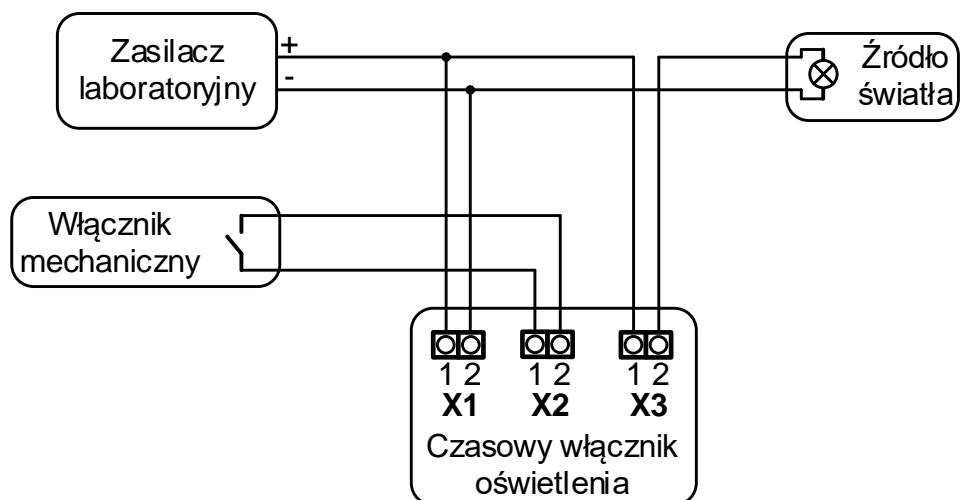 Zasilacz
laboratoryjny
+
-
Źródło
światła
Włącznik
mechaniczny
1 2 1 2 1 2
X1 X2 X3
Czasowy włącznik
oświetlenia